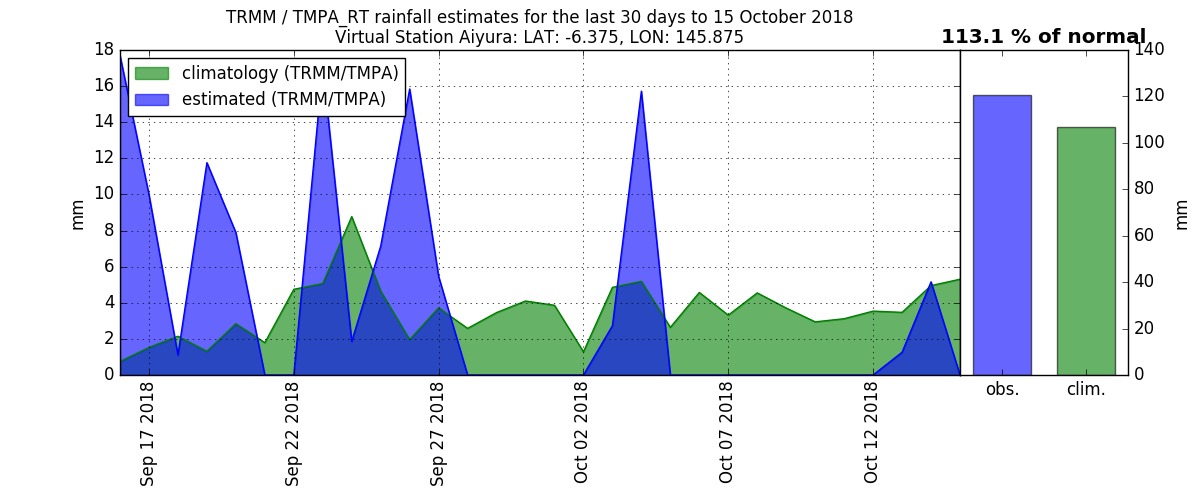 TRMM / TMPA_RT rainfall estimates for the last 30 days to 15 October 2018
Virtual Station Aiyura: LAT: -6.375, LON: 145.875
113.1 % of normal
climatology (TRMM/TMPA)
estimated (TRMM/TMPA)
18
16
14
12
10
8
6
4
2
0
mm
Sep 17 2018
Sep 22 2018
Sep 27 2018
Oct 02 2018
Oct 07 2018
Oct 12 2018
140
120
100
80
60
40
20
0
mm
obs.
clim.